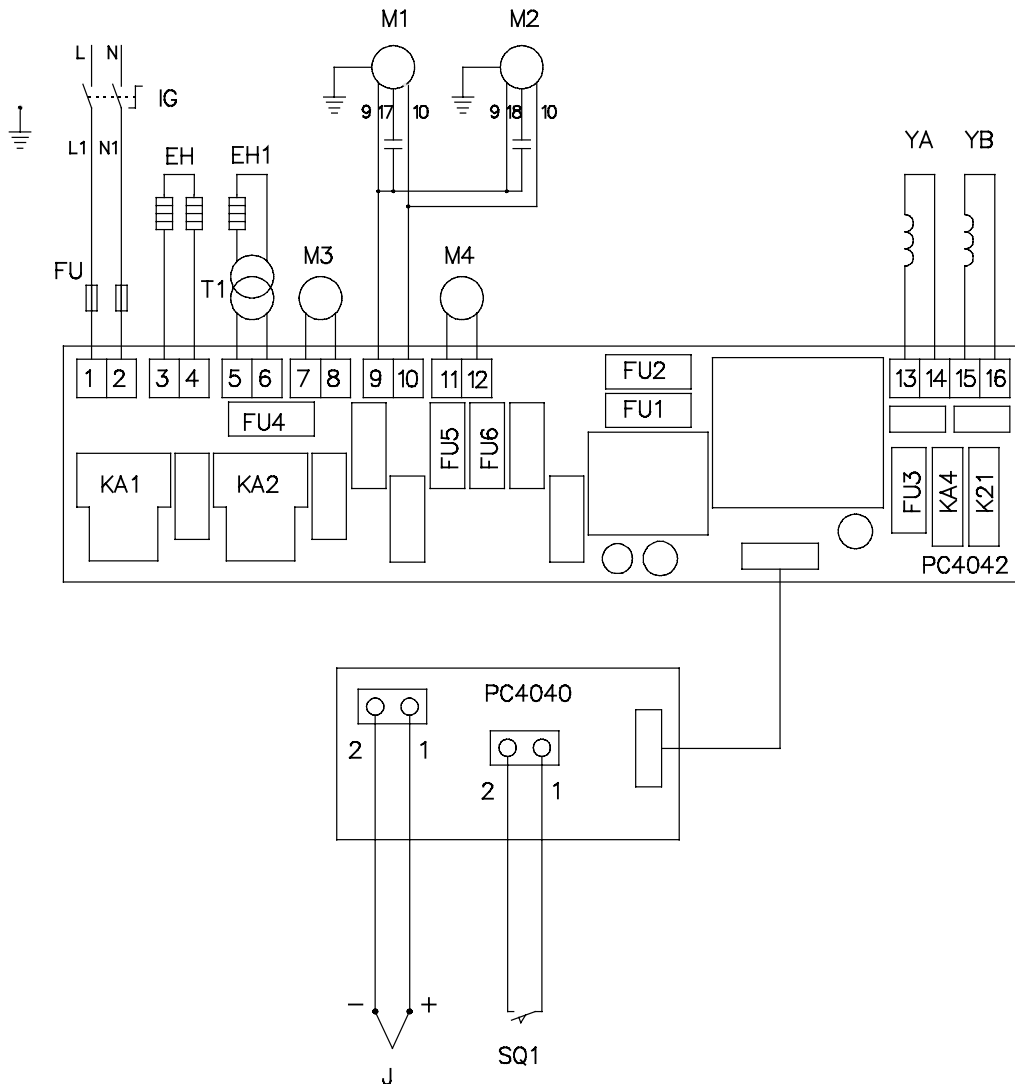 M1 M2
L N
IG
9 17 10 9 18 10
L1 N1
EH EH1 YA YB
M3 M4
FU T1
1 2 3 4 5 6 7 8 9 10 11 12 13 14 15 16
FU2
FU1
FU4
FU5 FU6
KA1 KA2
FU3 KA4 K21
PC4042
PC4040
2 1
2 1
− +
SQ1
J